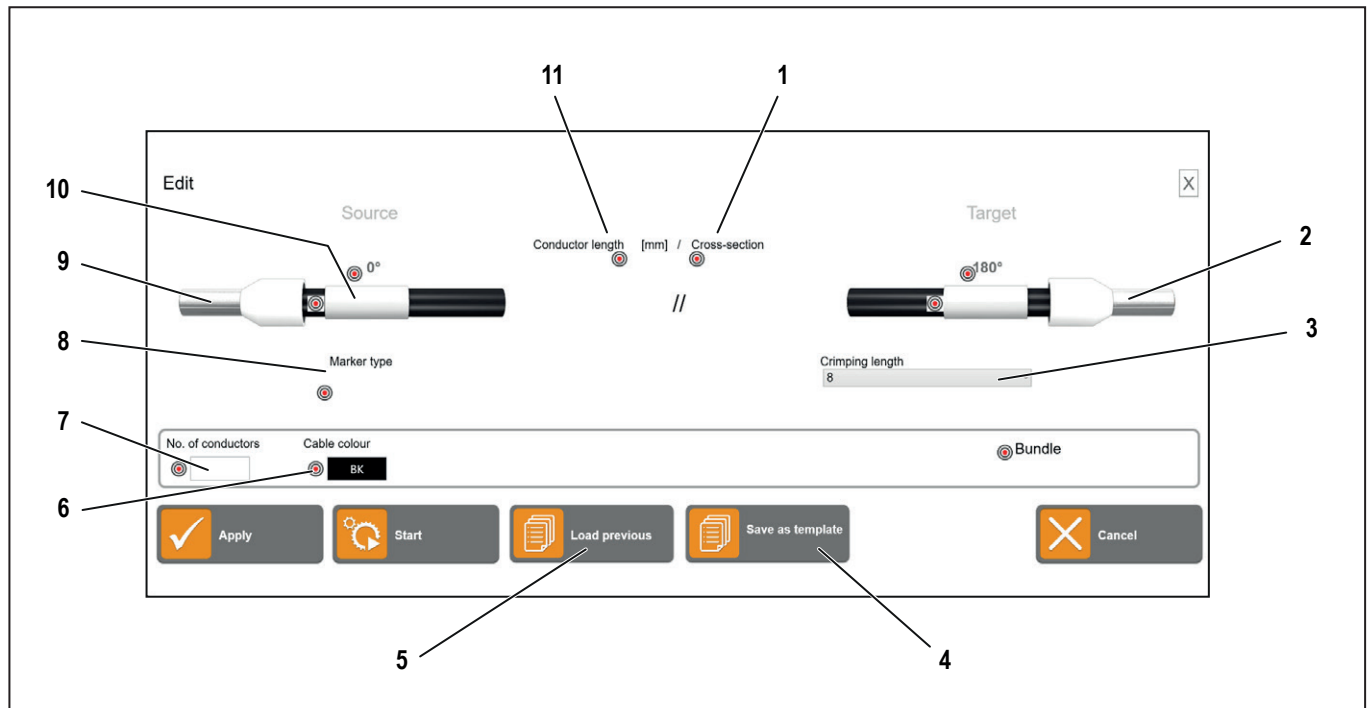 11 1
Edit X
10
Source Target
Conductor length [mm] / Cross-section
2
9
0° 180°
//
3
8
Marker type Crimping length
8
7
No. of conductors Cable colour Bundle
BK
6
Apply Start Load previous Save as template Cancel
5 4